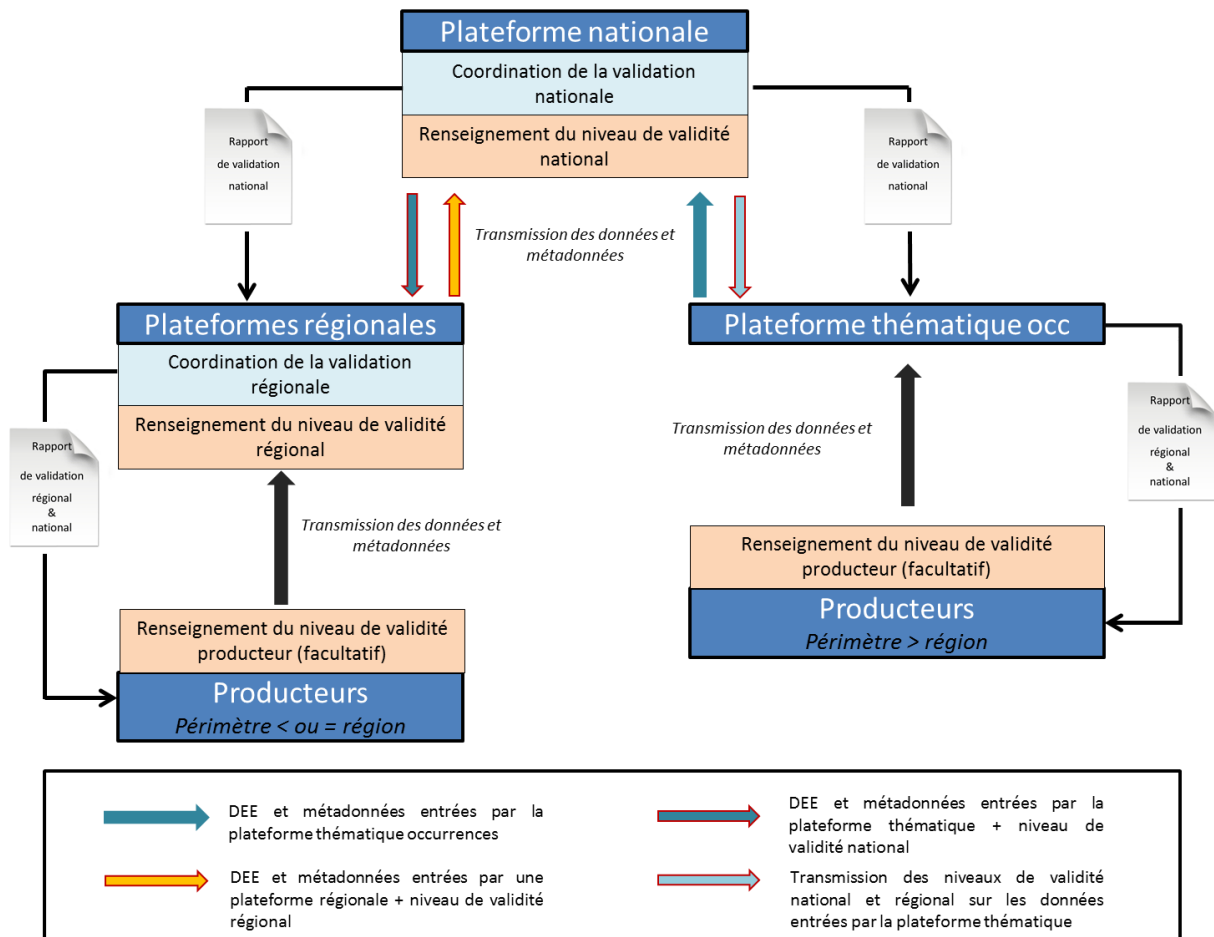 Plateforme nationale
Coordination de la validation
nationale
Renseignement du niveau de validité
national
Rapport
de validation
national
Rapport
de validation
national
Transmission des données et
métadonnées
Plateformes régionales
Coordination de la validation
régionale
Renseignement du niveau de validité
régional
Plateforme thématique occ
Rapport
de validation
régional
&
national
Rapport
de validation
régional
&
national
Transmission des données et
métadonnées
Transmission des données et
métadonnées
Renseignement du niveau de validité
producteur (facultatif)
Producteurs
Périmètre > région
Renseignement du niveau de validité
producteur (facultatif)
Producteurs
Périmètre < ou = région
DEE et métadonnées entrées par la
plateforme thématique occurrences
DEE et métadonnées entrées par une
plateforme régionale + niveau de validité
régional
DEE et métadonnées entrées par la
plateforme thématique + niveau de
validité national
Transmission des niveaux de validité
national et régional sur les données
entrées par la plateforme thématique